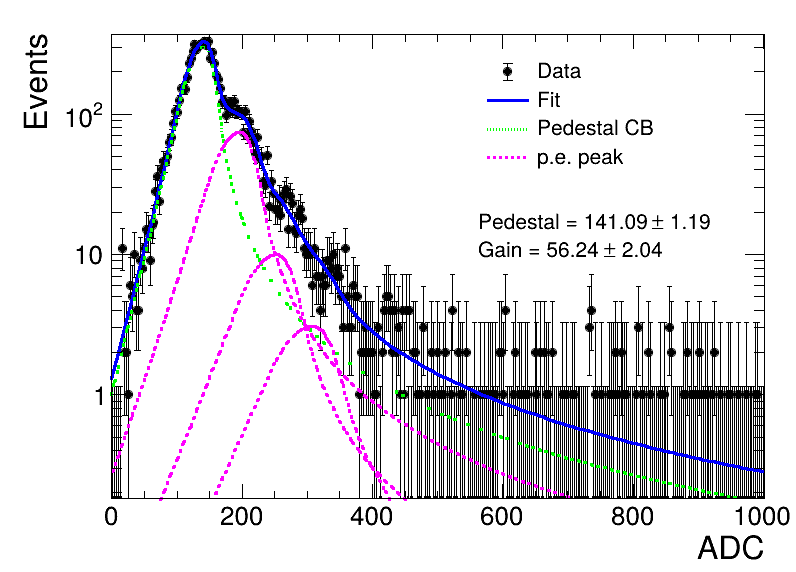 Events
10²
10
1
0
200
400
600
800
1000
ADC
Data
Fit
Pedestal CB
p.e. peak
Pedestal = 141.09 ± 1.19
Gain = 56.24 ± 2.04